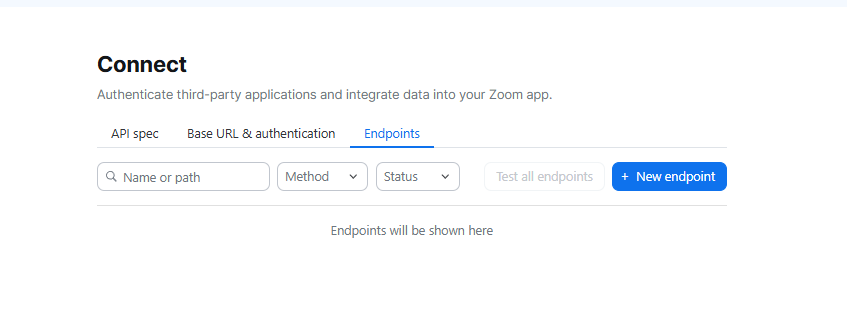 Connect
Authenticate third-party applications and integrate data into your Zoom app.
API spec Base URL & authentication Endpoints
Name or path Method Status Test all endpoints + New endpoint
Endpoints will be shown here